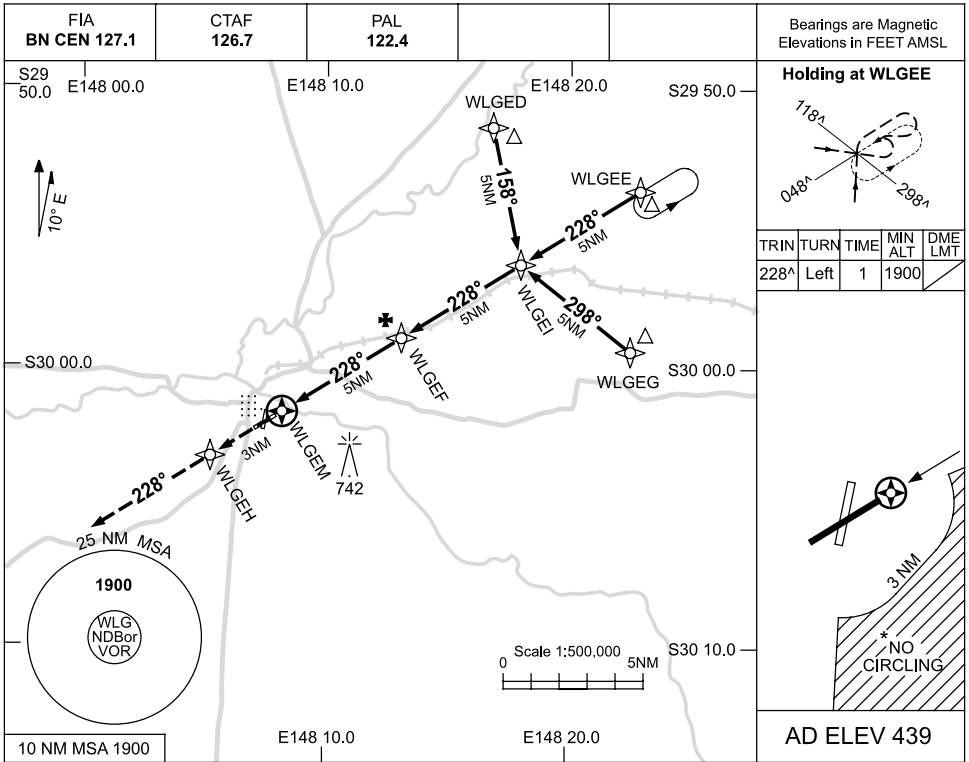 FIA
BN CEN 127.1
CTAF
126.7
PAL
122.4
Bearings are Magnetic
Elevations in FEET AMSL
S29
50.0
E148 00.0
E148 10.0
E148 20.0
S29 50.0
Holding at WLGEE
118^
048^
298^
TRIN
TURN
TIME
MIN
ALT
DME
LMT
228^
Left
1
1900
10° E
WLGED
158°
5NM
WLGEE
228°
5NM
WLGEI
228°
5NM
298°
5NM
WLGEG
WLGEF
228°
5NM
S30 00.0
S30 00.0
WLGEM
3NM
WLGEH
228°
742
25 NM MSA
1900
WLG
NDBor
VOR
Scale 1:500,000
0
5NM
S30 10.0
3 NM
*NO
CIRCLING
10 NM MSA 1900
E148 10.0
E148 20.0
AD ELEV 439